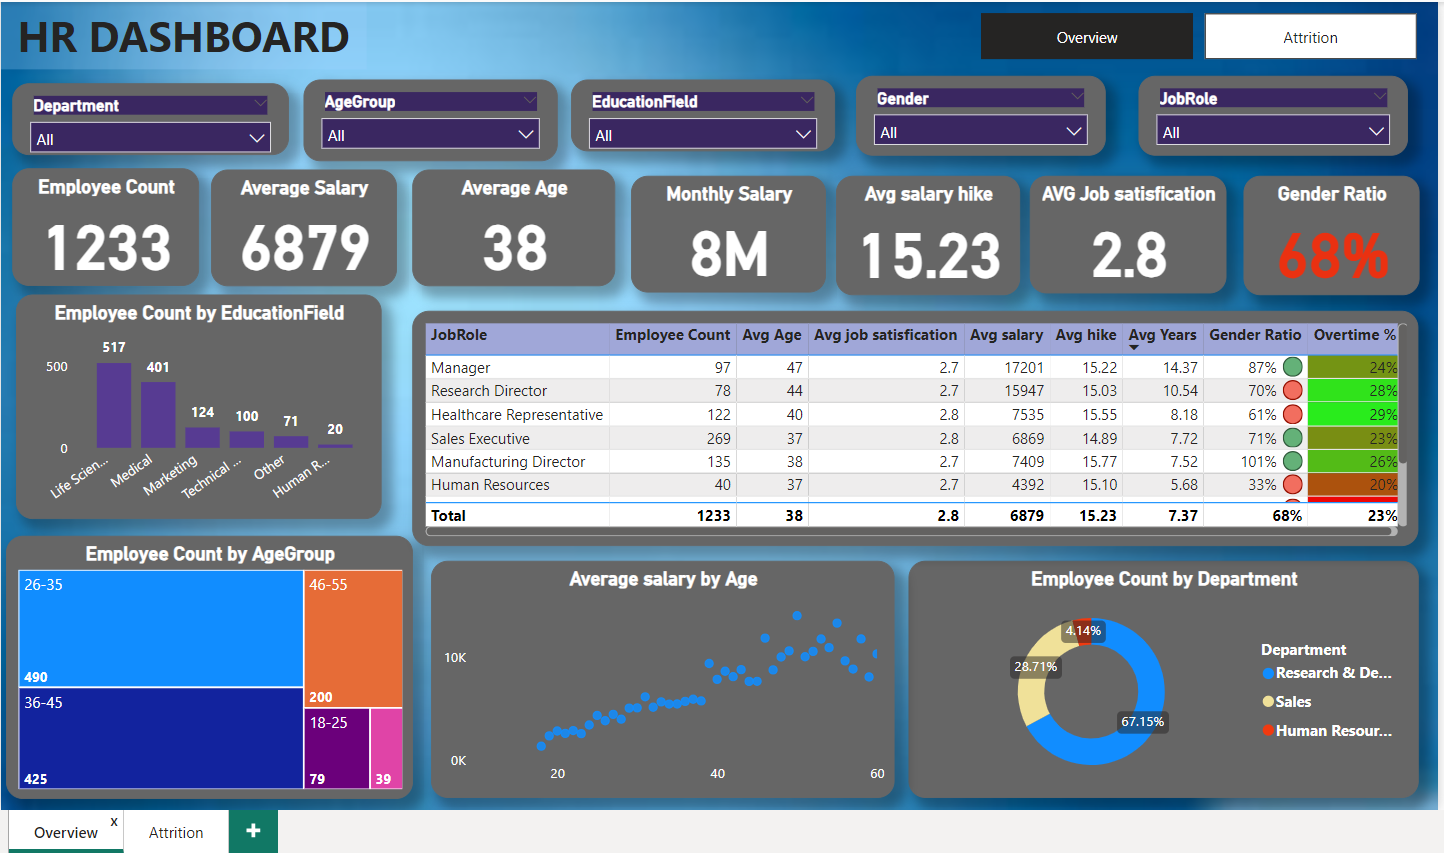 HR DASHBOARD
Overview
Attrition
Department
All
AgeGroup
All
EducationField
All
Gender
All
JobRole
All
Employee Count
1233
Average Salary
6879
Average Age
38
Monthly Salary
8M
Avg salary hike
15.23
AVG Job satisfication
2.8
Gender Ratio
68%
Employee Count by EducationField
500
0
517
401
124
100
71
20
Life Scien...
Medical
Marketing
Technical ...
Other
Human R...
JobRole Employee Count Avg Age Avg job satisfication Avg salary Avg hike Avg Years Gender Ratio Overtime %
Manager 97 47 2.7 17201 15.22 14.37 87% 24%
Research Director 78 44 2.7 15947 15.03 10.54 70% 28%
Healthcare Representative 122 40 2.8 7535 15.55 8.18 61% 29%
Sales Executive 269 37 2.8 6869 14.89 7.72 71% 23%
Manufacturing Director 135 38 2.7 7409 15.77 7.52 101% 26%
Human Resources 40 37 2.7 4392 15.10 5.68 33% 20%
Total 1233 38 2.8 6879 15.23 7.37 68% 23%
Employee Count by AgeGroup
26-35
490
36-45
425
46-55
200
18-25
79
39
Average salary by Age
10K
0K
20
40
60
Employee Count by Department
4.14%
28.71%
67.15%
Department
Research & De...
Sales
Human Resour...
Overview x
Attrition
+